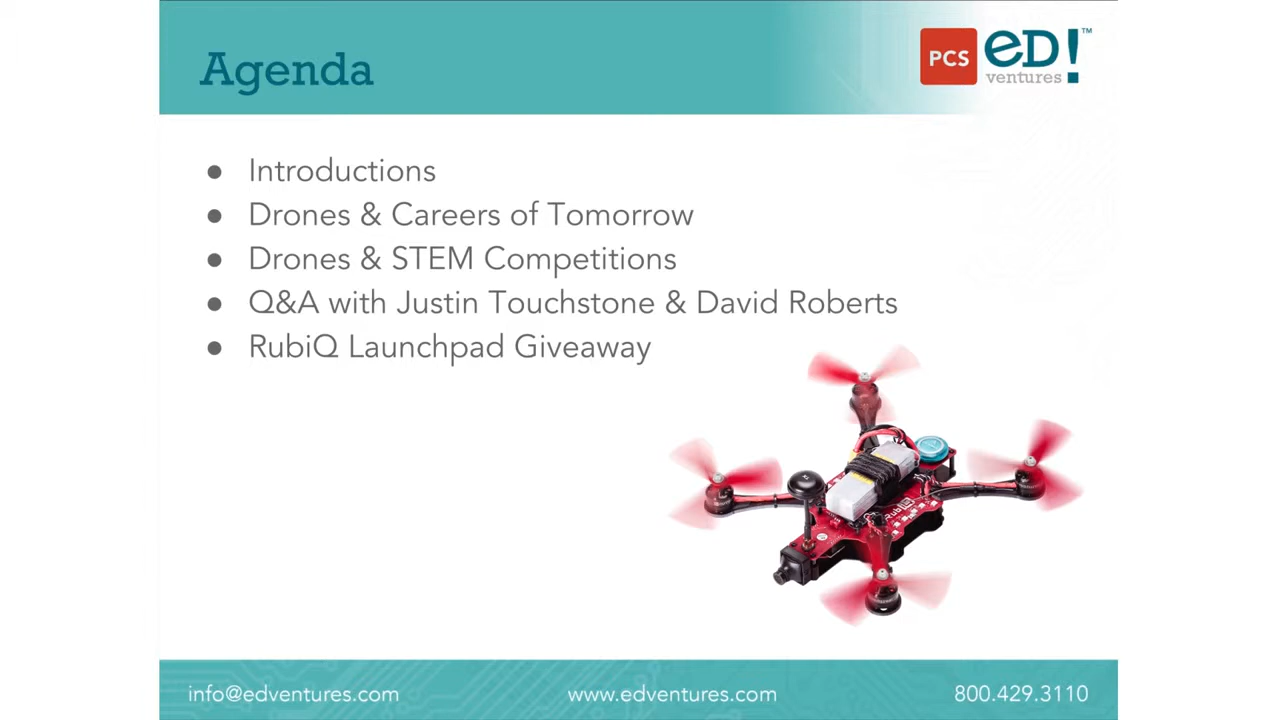 Agenda
PCS
eD!™
ventures
● Introductions
● Drones & Careers of Tomorrow
● Drones & STEM Competitions
● Q&A with Justin Touchstone & David Roberts
● RubiQ Launchpad Giveaway
info@edventures.com
www.edventures.com
800.429.3110